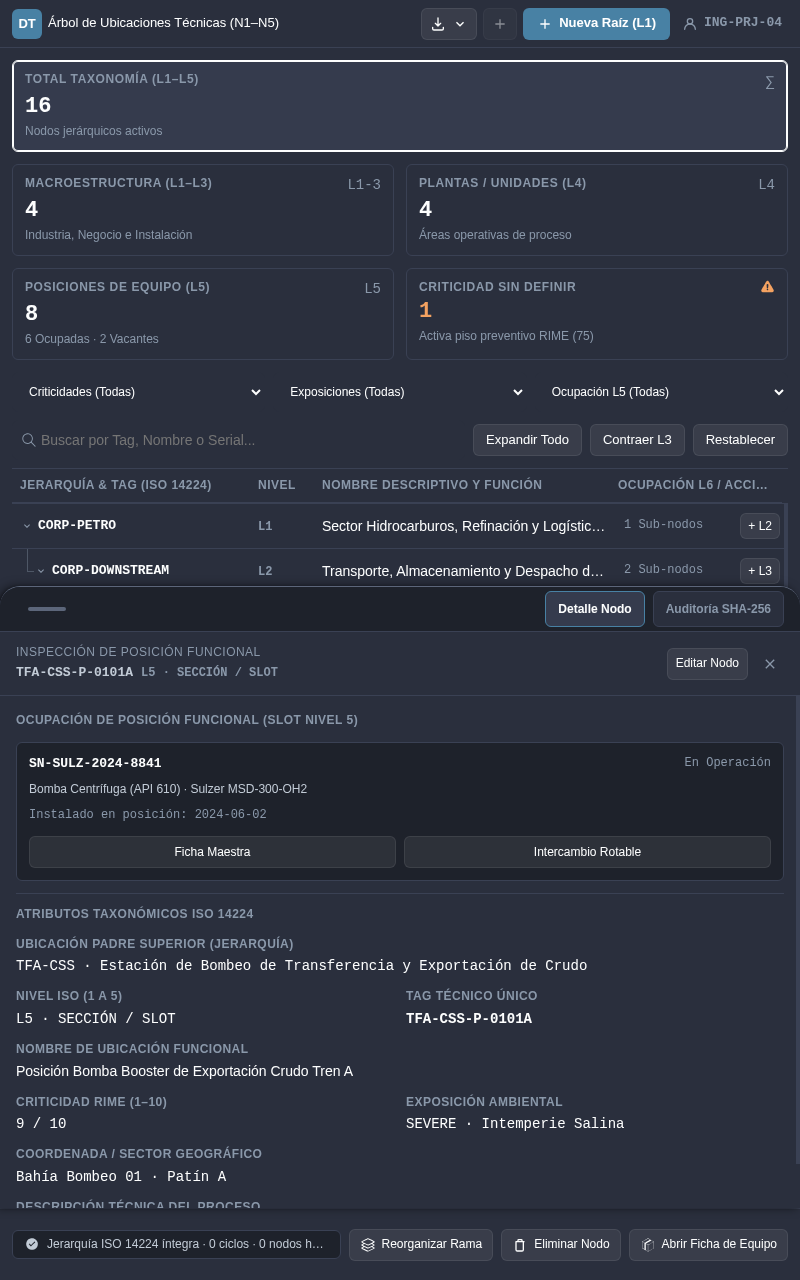 DT Árbol de Ubicaciones Técnicas (N1–N5)
Nueva Raíz (L1)
ING-PRJ-04
TOTAL TAXONOMÍA (L1–L5)
∑
16
Nodos jerárquicos activos
MACROESTRUCTURA (L1–L3)
L1-3
4
Industria, Negocio e Instalación
PLANTAS / UNIDADES (L4)
L4
4
Áreas operativas de proceso
POSICIONES DE EQUIPO (L5)
L5
8
6 Ocupadas · 2 Vacantes
CRITICIDAD SIN DEFINIR
1
Activa piso preventivo RIME (75)
Criticidades (Todas)
Exposiciones (Todas)
Ocupación L5 (Todas)
Buscar por Tag, Nombre o Serial...
Expandir Todo
Contraer L3
Restablecer
JERARQUÍA & TAG (ISO 14224) NIVEL NOMBRE DESCRIPTIVO Y FUNCIÓN OCUPACIÓN L6 / ACCI…
CORP-PETRO L1 Sector Hidrocarburos, Refinación y Logístic… 1 Sub-nodos + L2
CORP-DOWNSTREAM L2 Transporte, Almacenamiento y Despacho d… 2 Sub-nodos + L3
Detalle Nodo
Auditoría SHA-256
INSPECCIÓN DE POSICIÓN FUNCIONAL
TFA-CSS-P-0101A L5 · SECCIÓN / SLOT
Editar Nodo
OCUPACIÓN DE POSICIÓN FUNCIONAL (SLOT NIVEL 5)
SN-SULZ-2024-8841
En Operación
Bomba Centrífuga (API 610) · Sulzer MSD-300-OH2
Instalado en posición: 2024-06-02
Ficha Maestra
Intercambio Rotable
ATRIBUTOS TAXONÓMICOS ISO 14224
UBICACIÓN PADRE SUPERIOR (JERARQUÍA)
TFA-CSS · Estación de Bombeo de Transferencia y Exportación de Crudo
NIVEL ISO (1 A 5)
L5 · SECCIÓN / SLOT
TAG TÉCNICO ÚNICO
TFA-CSS-P-0101A
NOMBRE DE UBICACIÓN FUNCIONAL
Posición Bomba Booster de Exportación Crudo Tren A
CRITICIDAD RIME (1–10)
9 / 10
EXPOSICIÓN AMBIENTAL
SEVERE · Intemperie Salina
COORDENADA / SECTOR GEOGRÁFICO
Bahía Bombeo 01 · Patín A
DESCRIPCIÓN TÉCNICA DEL PROCESO
Jerarquía ISO 14224 íntegra · 0 ciclos · 0 nodos h…
Reorganizar Rama
Eliminar Nodo
Abrir Ficha de Equipo